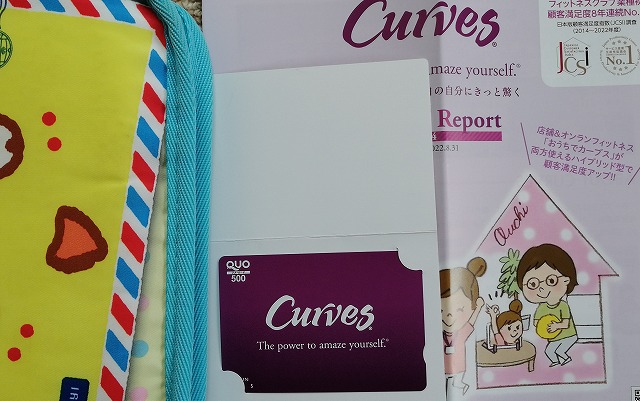 フィットネスクラブ業種初
顧客満足度8年連続No.1
日本版顧客満足度指数(JCSI)調査
(2014~2022年度)
JCSi
No.1
Curves®
amaze yourself.®
の自分にきっと驚く
Report
2022.8.31
店舗&オンラインフィットネス
「おうちでカーブス」が
両方使えるハイブリッド型で
顧客満足度アップ!!
Ouchi
QUO
500
Curves®
The power to amaze yourself.®